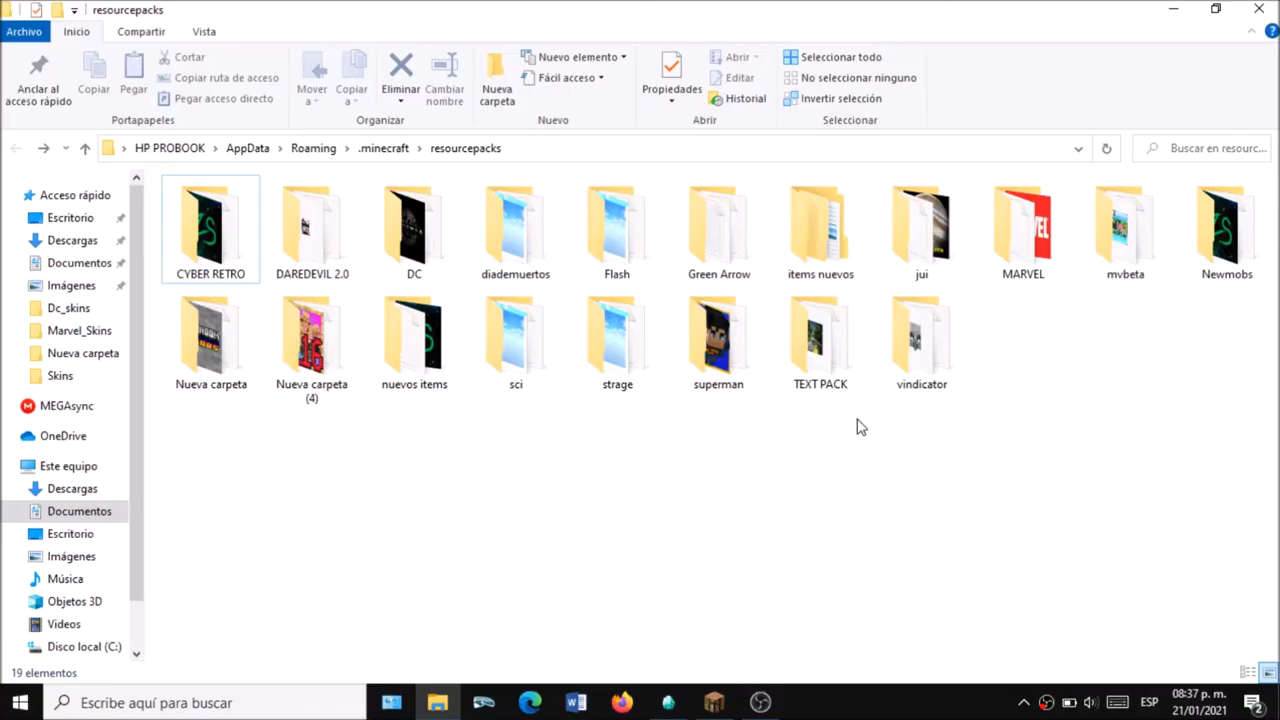 resourcepacks
Archivo Inicio Compartir Vista
Anclar al acceso rápido
Copiar
Pegar
Cortar
Copiar ruta de acceso
Pegar acceso directo
Portapapeles
Mover a
Copiar a
Eliminar
Cambiar nombre
Organizar
Nueva carpeta
Nuevo elemento
Fácil acceso
Nuevo
Propiedades
Abrir
Editar
Historial
Abrir
Seleccionar todo
No seleccionar ninguno
Invertir selección
Seleccionar
HP PROBOOK > AppData > Roaming > .minecraft > resourcepacks
Buscar en resourc...
Acceso rápido
Escritorio
Descargas
Documentos
Imágenes
Dc_skins
Marvel_Skins
Nueva carpeta
Skins
MEGAsync
OneDrive
Este equipo
Descargas
Documentos
Escritorio
Imágenes
Música
Objetos 3D
Videos
Disco local (C:)
CYBER RETRO
DAREDEVIL 2.0
DC
diademuertos
Flash
Green Arrow
items nuevos
jui
MARVEL
mvbeta
Newmobs
Nueva carpeta
Nueva carpeta (4)
nuevos items
sci
strage
superman
TEXT PACK
vindicator
19 elementos
Escribe aquí para buscar
ESP
08:37 p. m.
21/01/2021
2